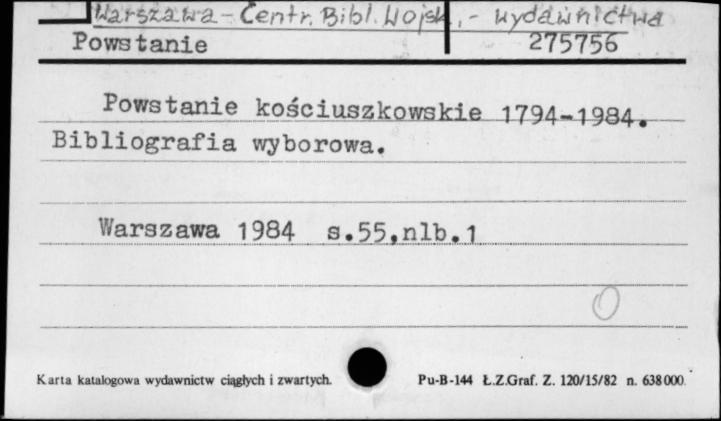 Warszawa - Centr. Bibl. Wojsk. - wydawnictwa
Powstanie 275756
Powstanie kościuszkowskie 1794-1984.
Bibliografia wyborowa.
Warszawa 1984 s.55,nlb.1
Karta katalogowa wydawnictw ciągłych i zwartych. Pu-B-144 Ł.Z.Graf. Z. 120/15/82 n. 638000.